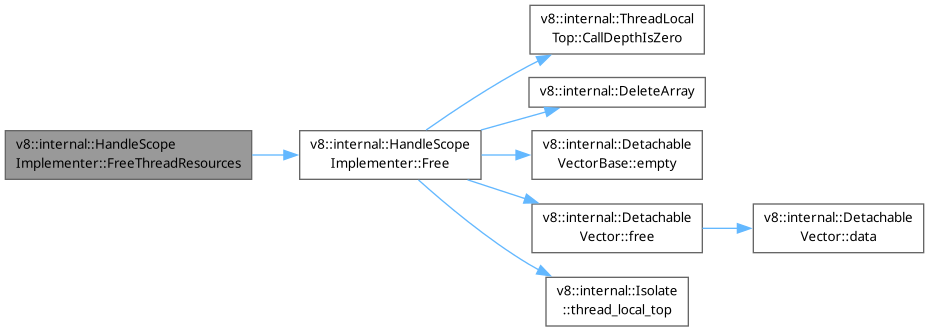 v8::internal::HandleScope
Implementer::FreeThreadResources
v8::internal::HandleScope
Implementer::Free
v8::internal::ThreadLocal
Top::CallDepthIsZero
v8::internal::DeleteArray
v8::internal::Detachable
VectorBase::empty
v8::internal::Detachable
Vector::free
v8::internal::Detachable
Vector::data
v8::internal::Isolate
::thread_local_top